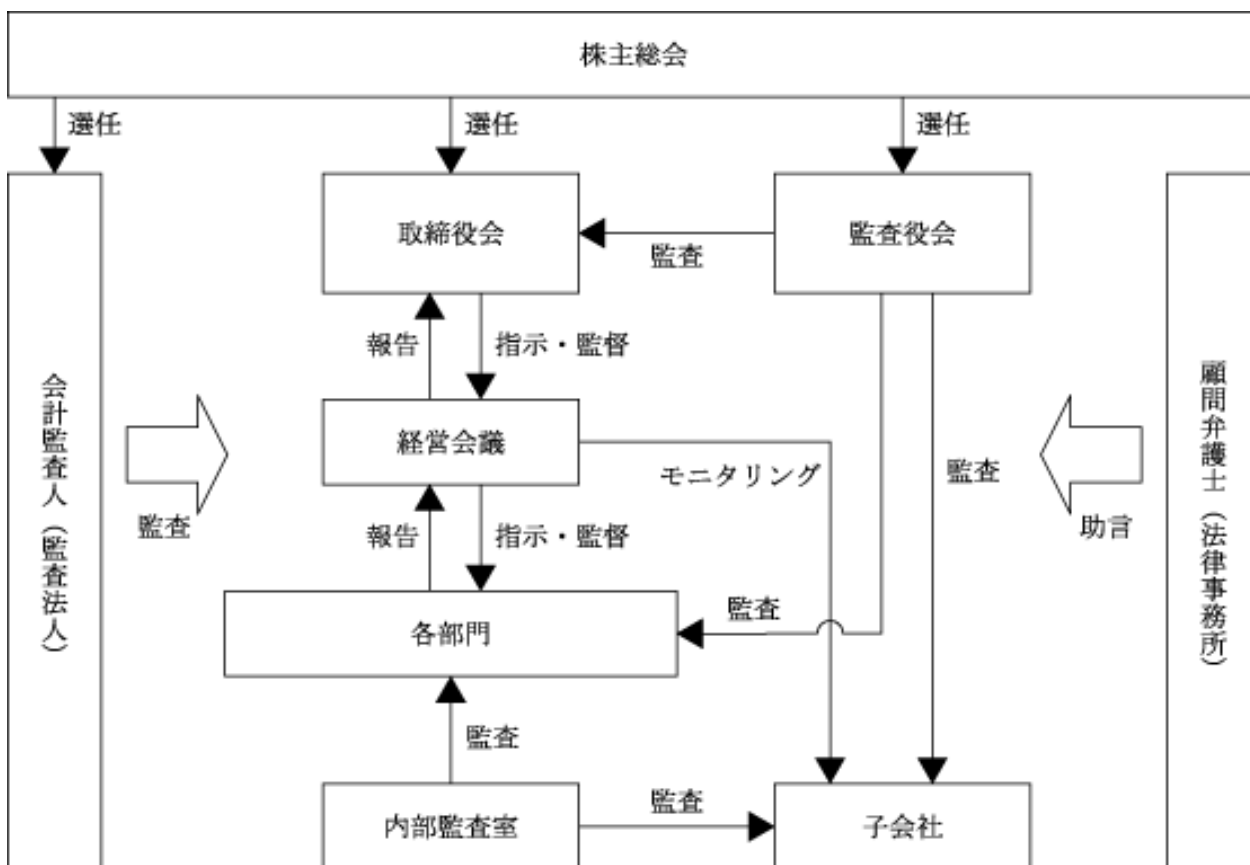 株主総会
選任
選任
選任
取締役会
監査
監査役会
報告
指示・監督
会計監査人（監査法人）
監査
経営会議
モニタリング
監査
顧問弁護士（法律事務所）
助言
報告
指示・監督
各部門
監査
監査
内部監査室
監査
子会社